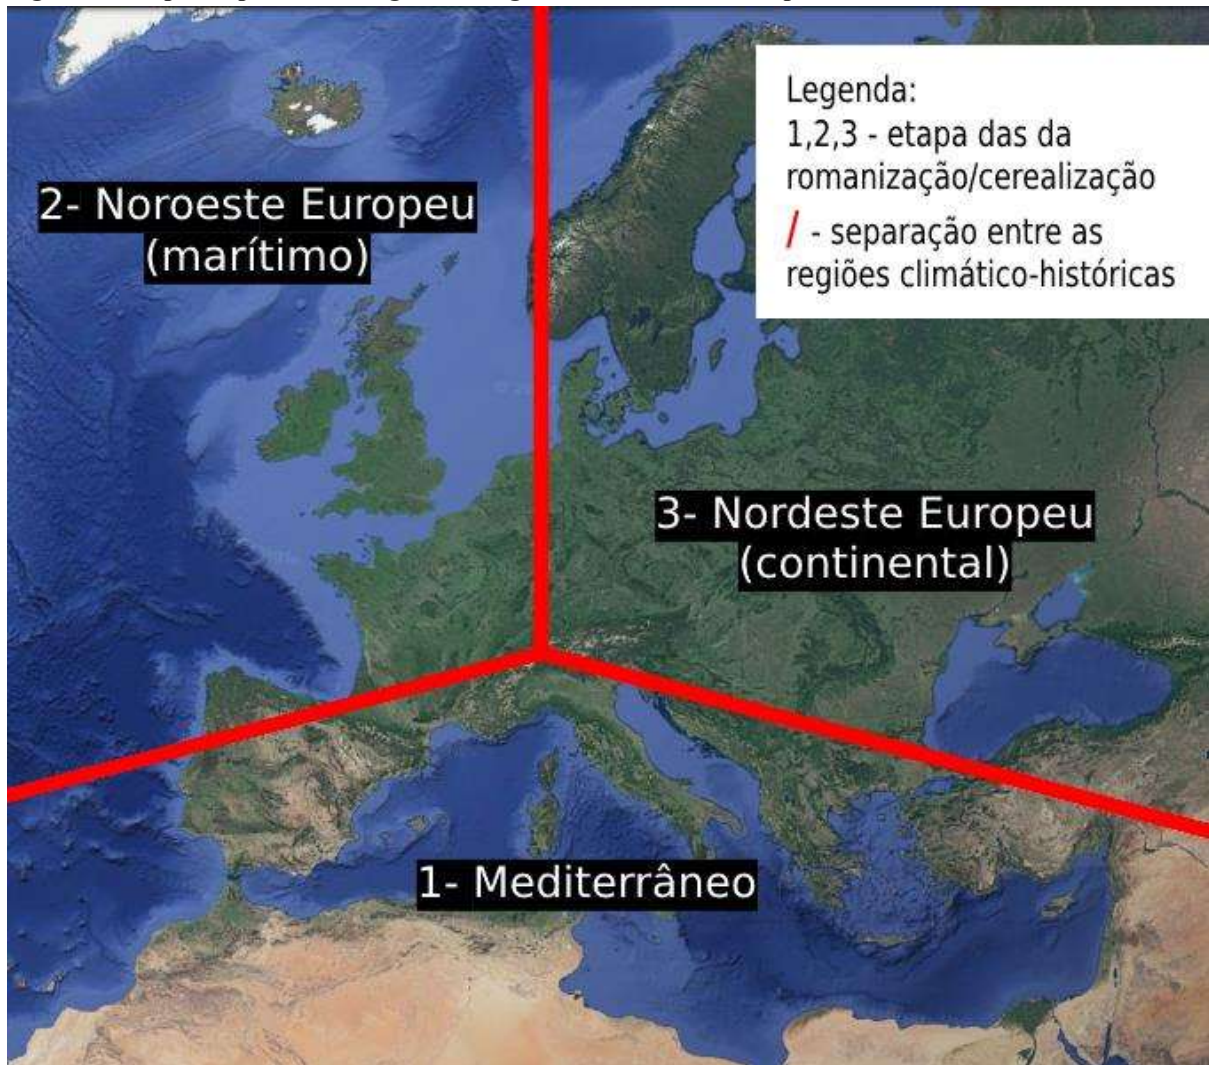 Legenda:
1,2,3 - etapa das da
romanização/cerealização
/ - separação entre as
regiões climático-históricas
2- Noroeste Europeu
(marítimo)
3- Nordeste Europeu
(continental)
1- Mediterrâneo